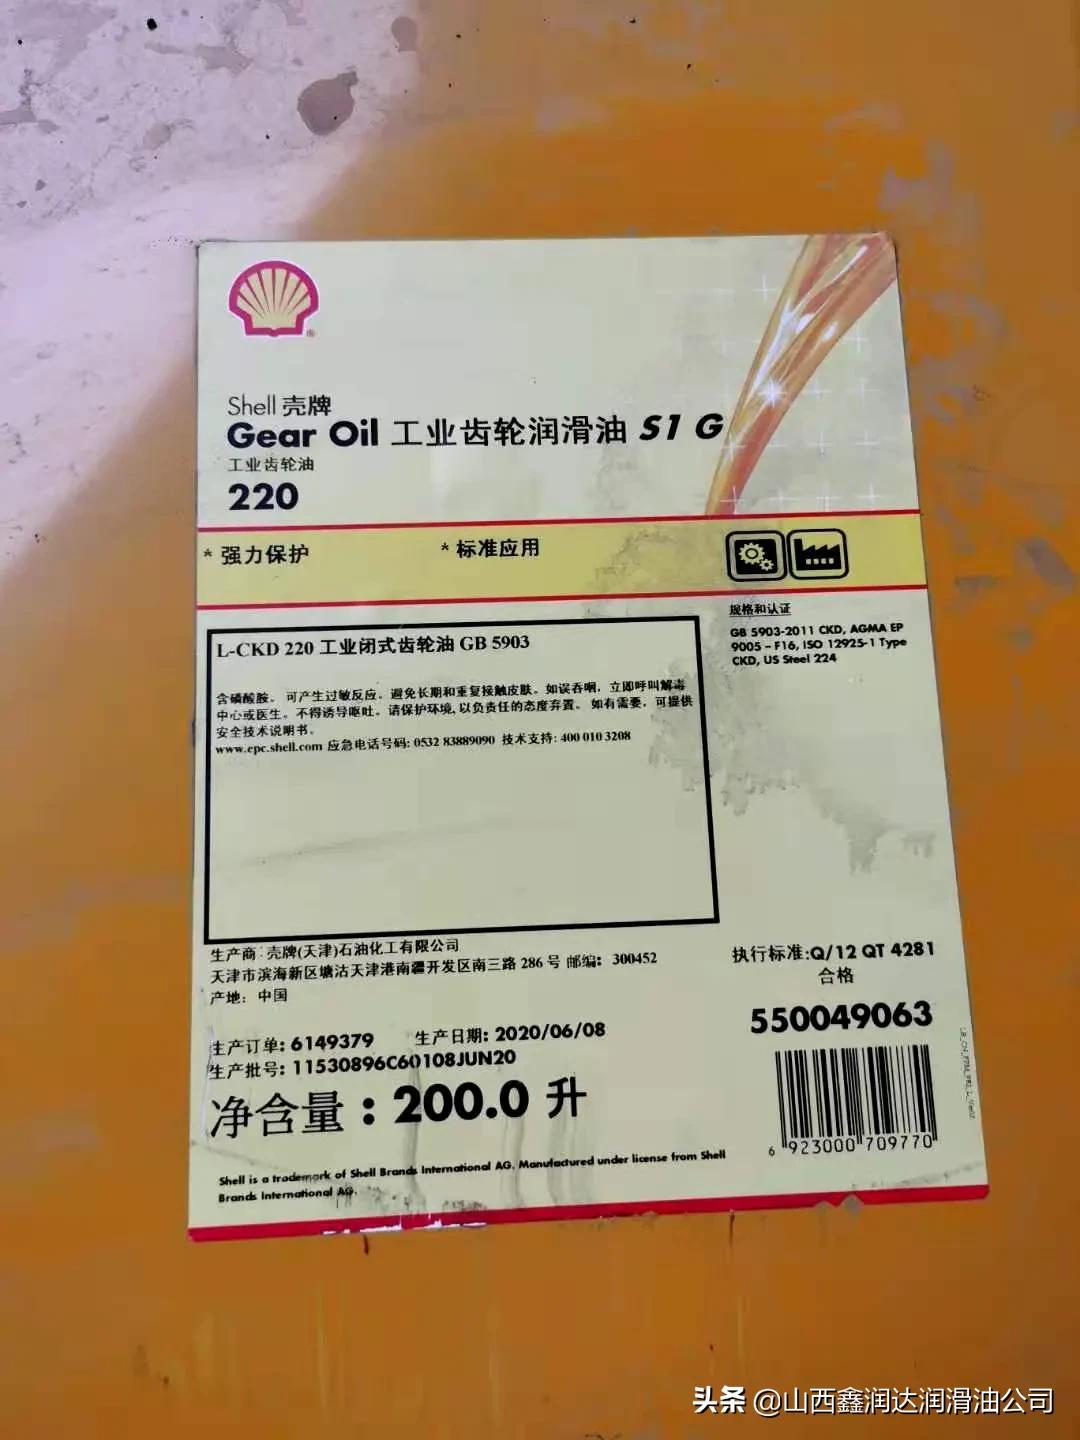 Shell 壳牌
Gear Oil 工业齿轮润滑油 S1 G
工业齿轮油
220
* 强力保护
* 标准应用
规格和认证
GB 5903-2011 CKD, AGMA EP
9005 - F16, ISO 12925-1 Type
CKD, US Steel 224
L-CKD 220 工业闭式齿轮油 GB 5903
含磷酸胺。可产生过敏反应。避免长期和重复接触皮肤。如误吞咽，立即呼叫解毒
中心或医生。不得诱导呕吐。请保护环境,以负责任的态度弃置。如有需要，可提供
安全技术说明书。
www.epc.shell.com 应急电话号码: 0532 83889090 技术支持: 400 010 3208
生产商：壳牌(天津)石油化工有限公司
天津市滨海新区塘沽天津港南疆开发区南三路 286 号 邮编: 300452
产地: 中国
执行标准:Q/12 QT 4281
合格
550049063
生产订单: 6149379 生产日期: 2020/06/08
生产批号: 11530896C60108JUN20
净含量：200.0 升
6 923000 709770
Shell is a trademark of Shell Brands International AG. Manufactured under license from Shell
Brands International AG.
头条 @山西鑫润达润滑油公司